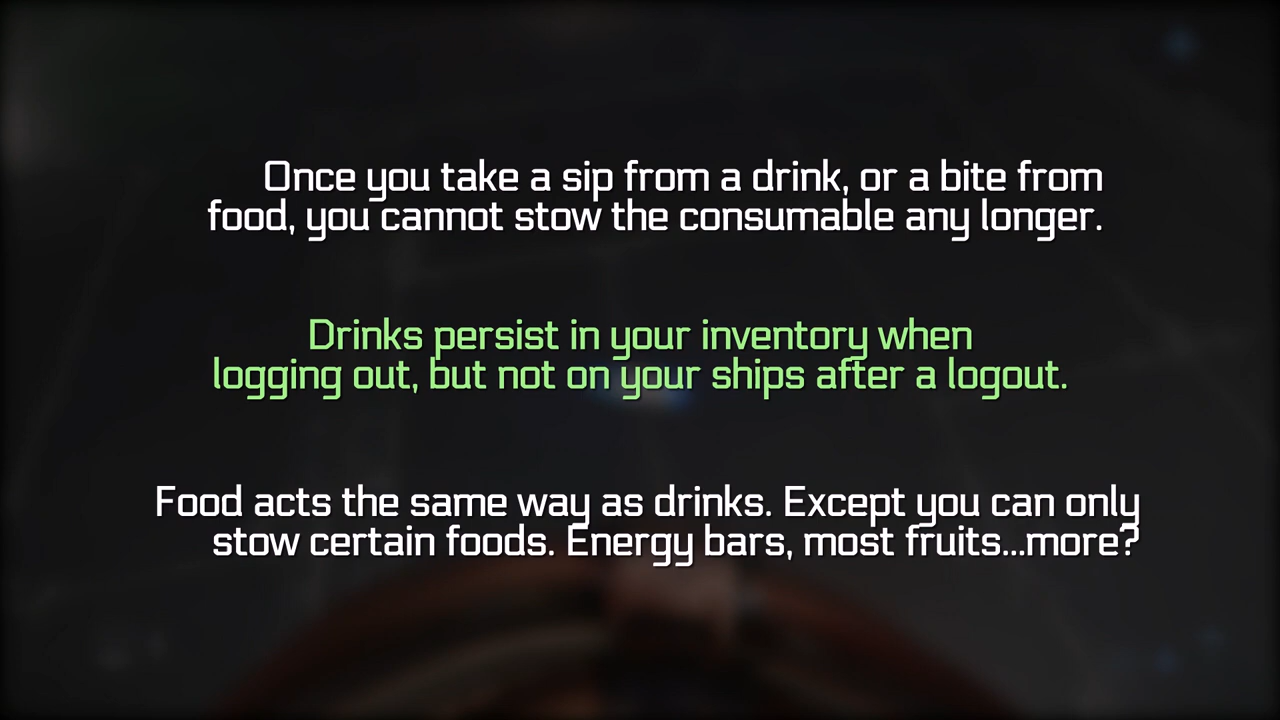 Once you take a sip from a drink, or a bite from
food, you cannot stow the consumable any longer.
Drinks persist in your inventory when
logging out, but not on your ships after a logout.
Food acts the same way as drinks. Except you can only
stow certain foods. Energy bars, most fruits...more?